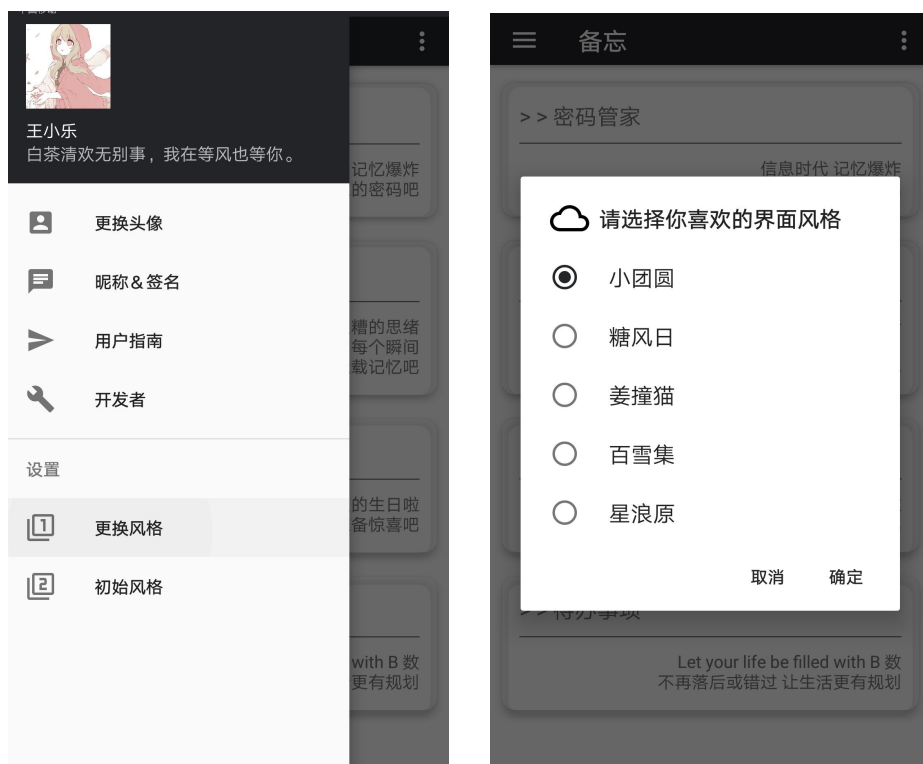 王小乐
白茶清欢无别事，我在等风也等你。
更换头像
昵称&签名
用户指南
开发者
设置
更换风格
初始风格
记忆爆炸
的密码吧
糟的思绪
每个瞬间
载记忆吧
的生日啦
备惊喜吧
with B 数
更有规划
备忘
>>密码管家
信息时代 记忆爆炸
请选择你喜欢的界面风格
小团圆
糖风日
姜撞猫
百雪集
星浪原
取消 确定
>>待办事项
Let your life be filled with B 数
不再落后或错过 让生活更有规划